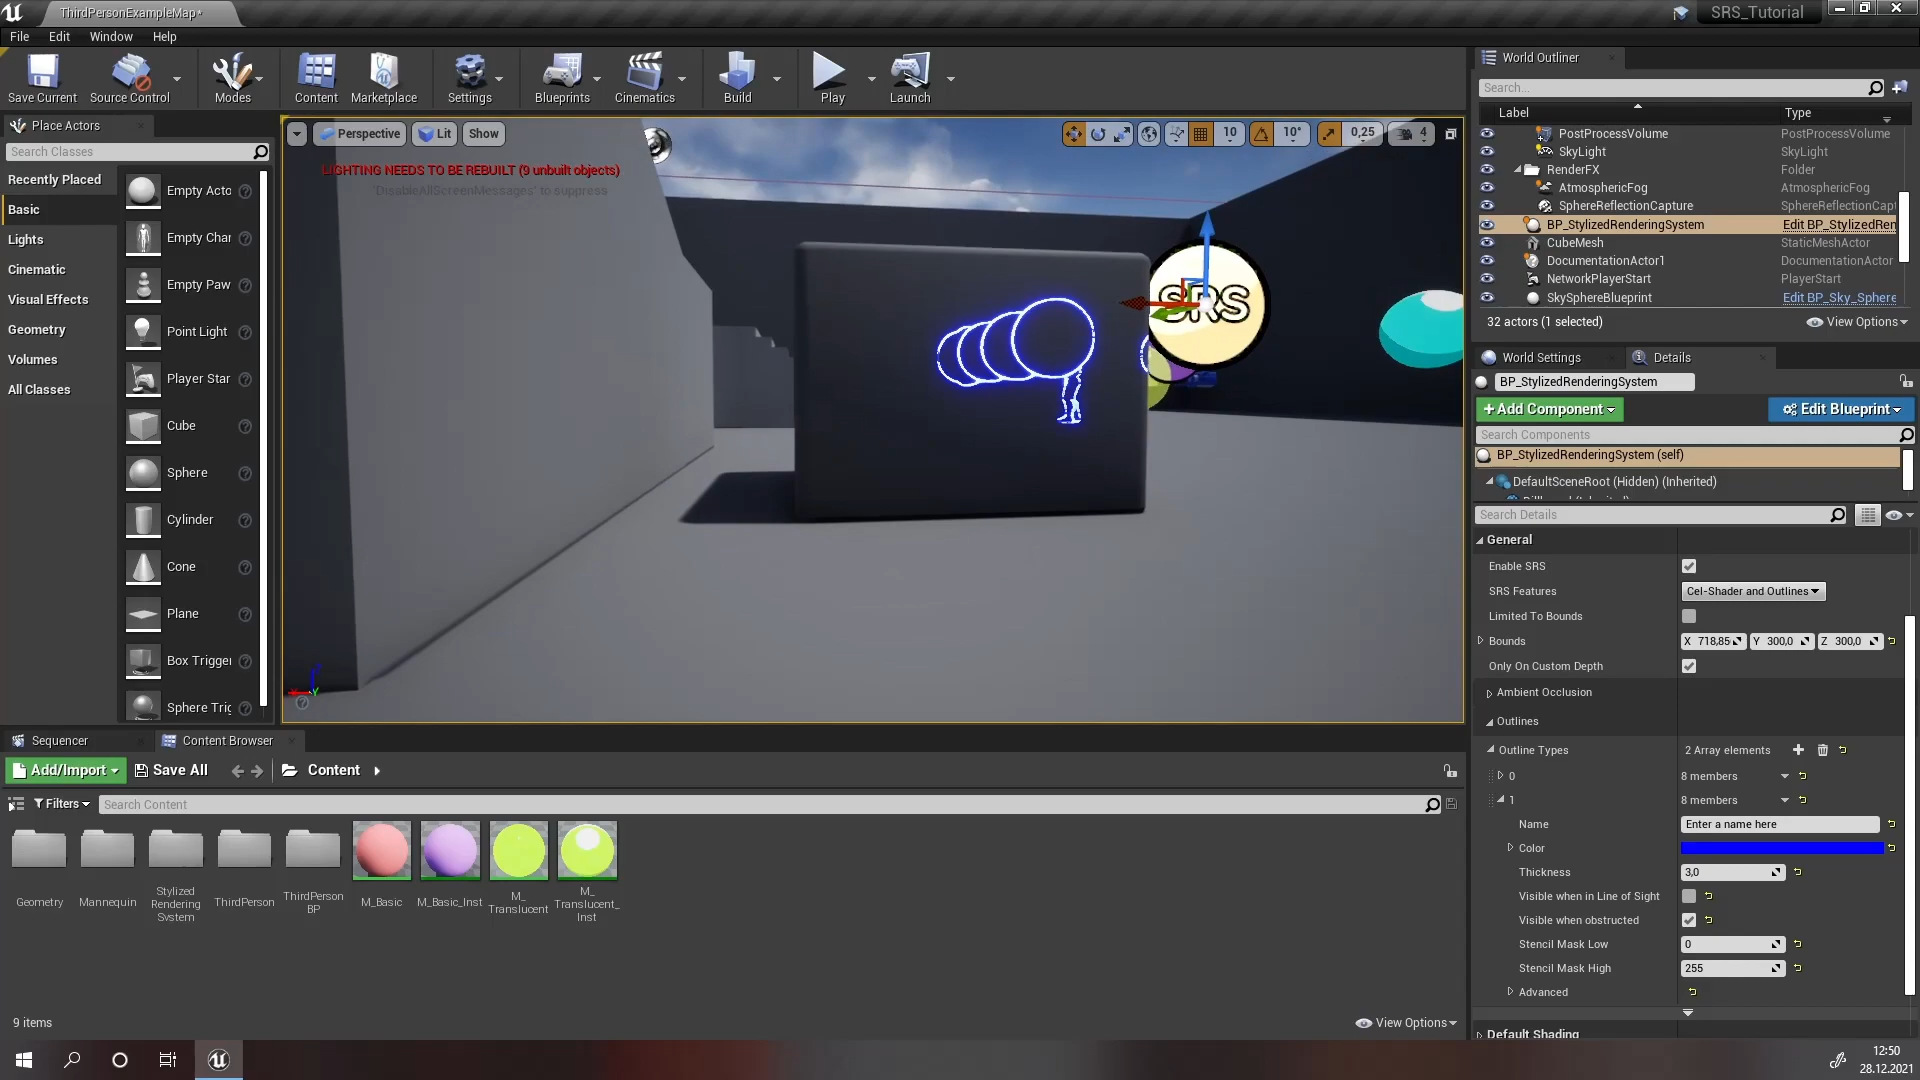 ThirdPersonExampleMap*
SRS_Tutorial
File Edit Window Help
Save Current Source Control Modes Content Marketplace Settings Blueprints Cinematics Build Play Launch
Place Actors
Search Classes
Recently Placed
Basic
Lights
Cinematic
Visual Effects
Geometry
Volumes
All Classes
Empty Acto
Empty Char
Empty Paw
Point Light
Player Star
Cube
Sphere
Cylinder
Cone
Plane
Box Trigger
Sphere Trig
Perspective Lit Show
10 10° 0,25 4
LIGHTING NEEDS TO BE REBUILT (9 unbuilt objects)
'DisableAllScreenMessages' to suppress
SRS
World Outliner
Search...
Label Type
PostProcessVolume PostProcessVolume
SkyLight SkyLight
RenderFX Folder
AtmosphericFog AtmosphericFog
SphereReflectionCapture SphereReflectionCapt
BP_StylizedRenderingSystem Edit BP_StylizedRen
CubeMesh StaticMeshActor
DocumentationActor1 DocumentationActor
NetworkPlayerStart PlayerStart
SkySphereBlueprint Edit BP_Sky_Sphere
32 actors (1 selected) View Options
World Settings Details
BP_StylizedRenderingSystem
+Add Component Edit Blueprint
Search Components
BP_StylizedRenderingSystem (self)
DefaultSceneRoot (Hidden) (Inherited)
Search Details
General
Enable SRS
SRS Features Cel-Shader and Outlines
Limited To Bounds
Bounds X 718,85 Y 300,0 Z 300,0
Only On Custom Depth
Ambient Occlusion
Outlines
Outline Types 2 Array elements
0 8 members
1 8 members
Name Enter a name here
Color
Thickness 3,0
Visible when in Line of Sight
Visible when obstructed
Stencil Mask Low 0
Stencil Mask High 255
Advanced
Default Shading
Sequencer Content Browser
Add/Import Save All Content
Filters Search Content
Geometry
Mannequin
Stylized
Rendering
System
ThirdPerson
ThirdPerson
BP
M_Basic
M_Basic_Inst
M_
Translucent
M_
Translucent_
Inst
9 items View Options
12:50
28.12.2021